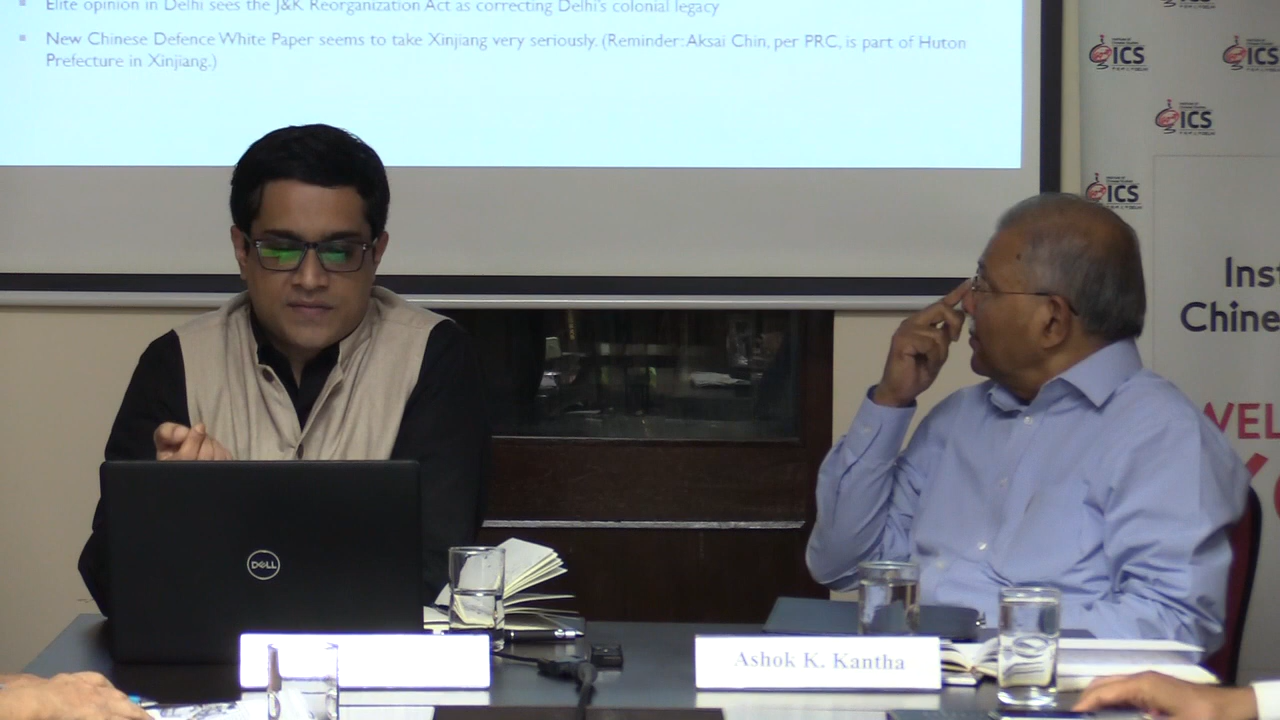 Elite opinion in Delhi sees the J&K Reorganization Act as correcting Delhi's colonial legacy
New Chinese Defence White Paper seems to take Xinjiang very seriously. (Reminder: Aksai Chin, per PRC, is part of Huton
Prefecture in Xinjiang.)
ICS
ICS
ICS
ICS
Inst
Chine
VEL
DELL
Ashok K. Kantha